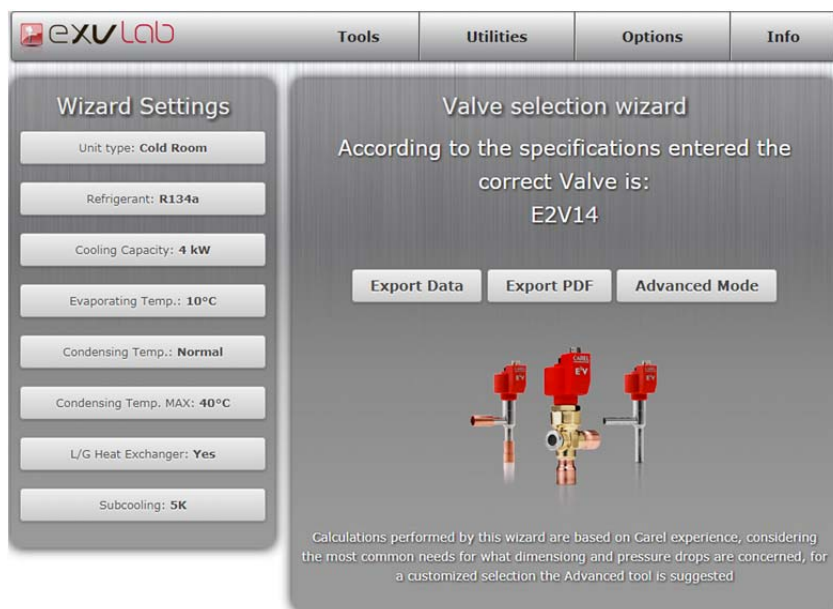 exv lab
Tools
Utilities
Options
Info
Wizard Settings
Unit type: Cold Room
Refrigerant: R134a
Cooling Capacity: 4 kW
Evaporating Temp.: 10°C
Condensing Temp.: Normal
Condensing Temp. MAX: 40°C
L/G Heat Exchanger: Yes
Subcooling: 5K
Valve selection wizard
According to the specifications entered the
correct Valve is:
E2V14
Export Data
Export PDF
Advanced Mode
CAREL
E²V
Calculations performed by this wizard are based on Carel experience, considering
the most common needs for what dimensiong and pressure drops are concerned, for
a customized selection the Advanced tool is suggested